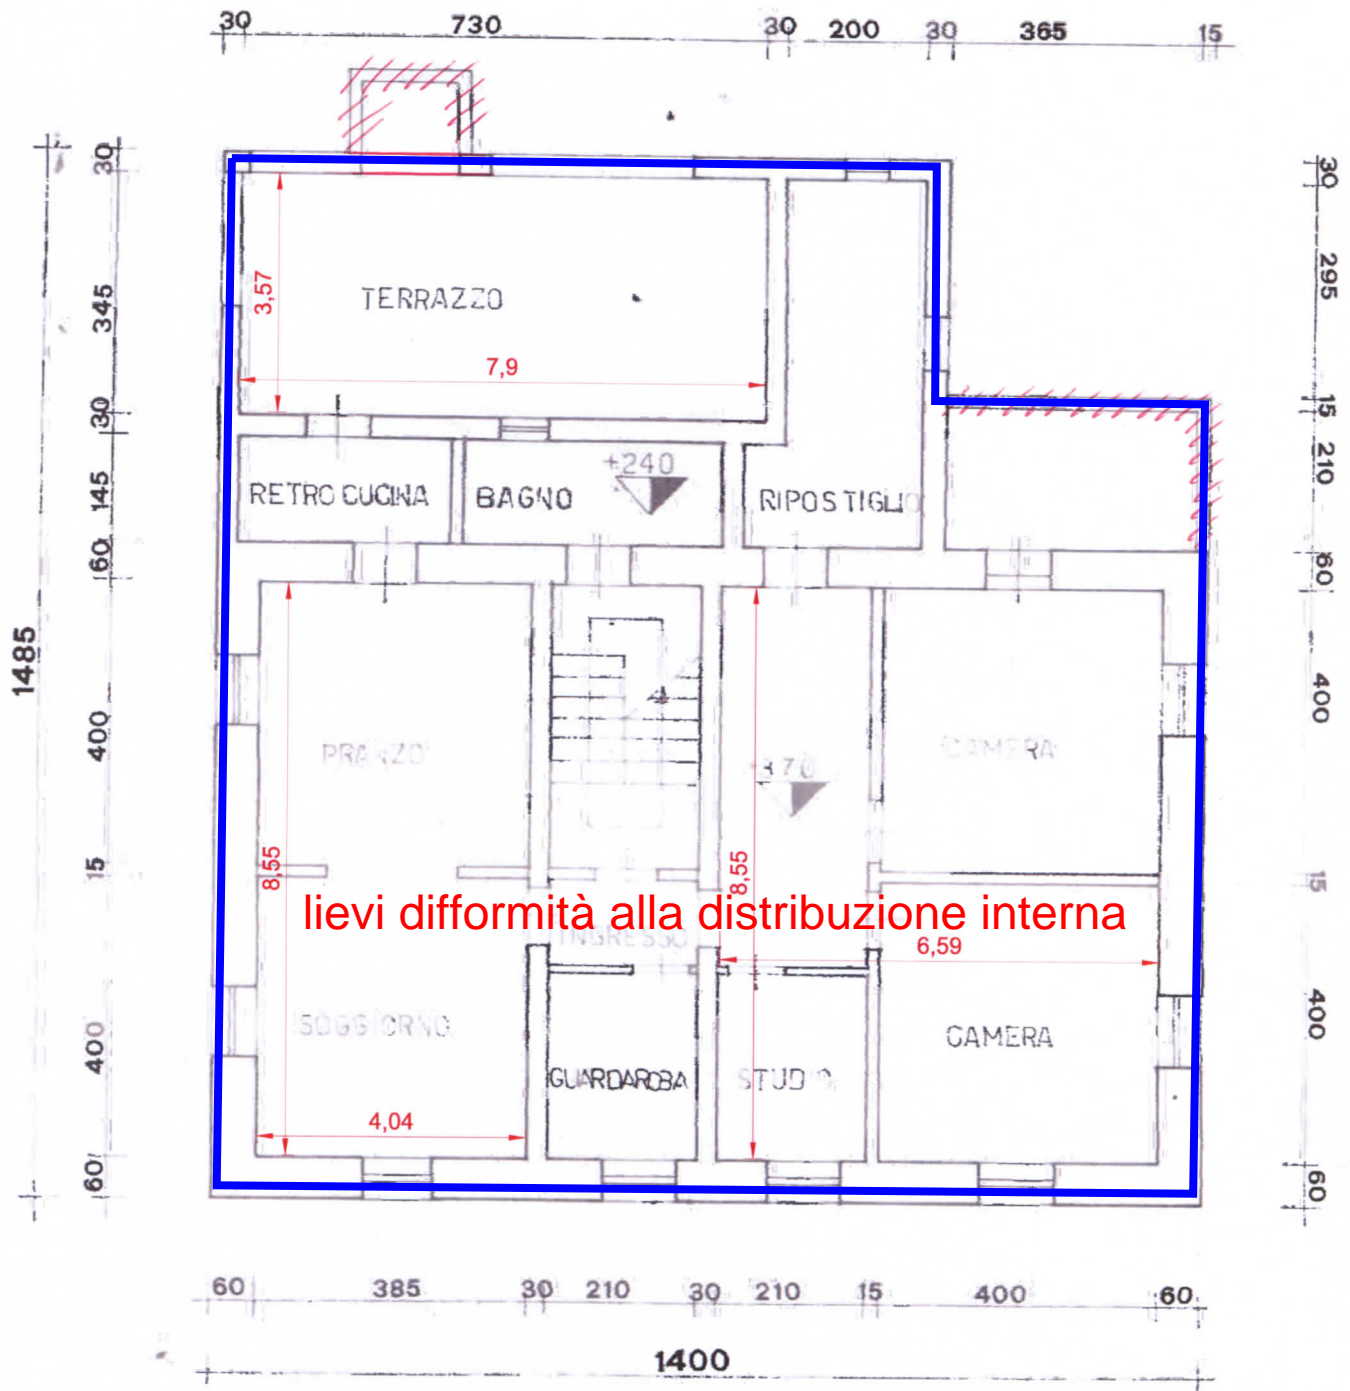 30 730 30 200 30 365 15
30
30
3,57
TERRAZZO
295
345
7,9
30
15
+240
210
RETRO CUCINA
BAGNO
RIPOSTIGLIO
145
60
60
1485
400
400
PRANZO
370
CAMERA
15
8,55
8,55
15
lievi difformità alla distribuzione interna
INGRESSO
6,59
400
SOGGIORNO
CAMERA
400
GUARDAROBA
STUDIO
4,04
60
60
60 385 30 210 30 210 15 400 60
1400